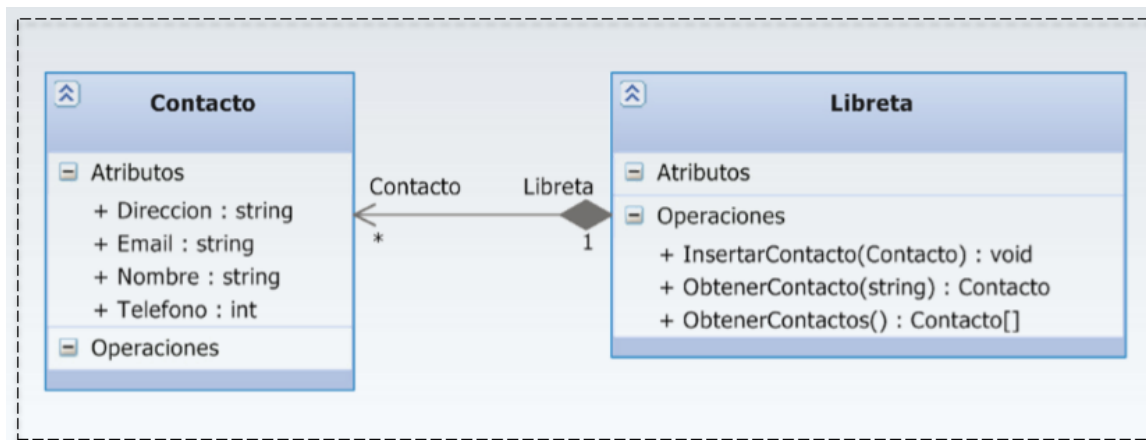 Contacto
Atributos
+ Direccion : string
+ Email : string
+ Nombre : string
+ Telefono : int
Operaciones
Contacto
*
Libreta
1
Libreta
Atributos
Operaciones
+ InsertarContacto(Contacto) : void
+ ObtenerContacto(string) : Contacto
+ ObtenerContactos() : Contacto[]